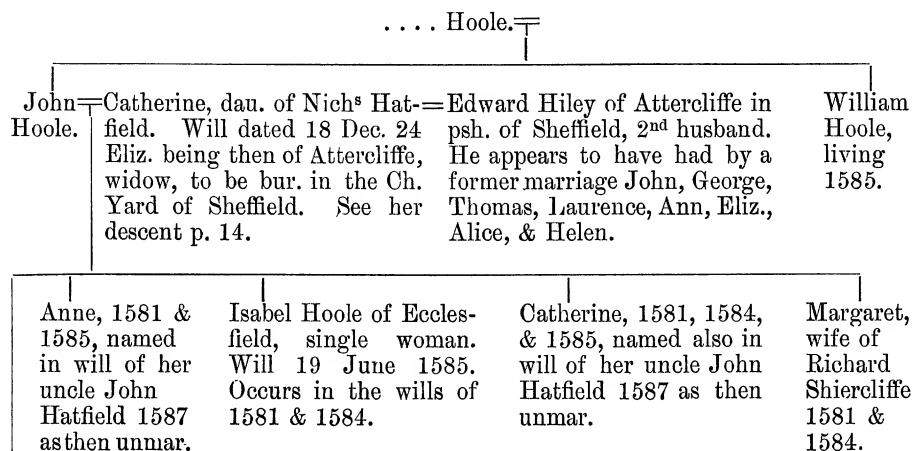 .... Hoole.
John Hoole.
Catherine, dau. of Nichˢ Hat-
field. Will dated 18 Dec. 24
Eliz. being then of Attercliffe,
widow, to be bur. in the Ch.
Yard of Sheffield. See her
descent p. 14.
Edward Hiley of Attercliffe in
psh. of Sheffield, 2ⁿᵈ husband.
He appears to have had by a
former marriage John, George,
Thomas, Laurence, Ann, Eliz.,
Alice, & Helen.
William
Hoole,
living
1585.
Anne, 1581 &
1585, named
in will of her
uncle John
Hatfield 1587
as then unmar.
Isabel Hoole of Eccles-
field, single woman.
Will 19 June 1585.
Occurs in the wills of
1581 & 1584.
Catherine, 1581, 1584,
& 1585, named also in
will of her uncle John
Hatfield 1587 as then
unmar.
Margaret,
wife of
Richard
Shiercliffe
1581 &
1584.